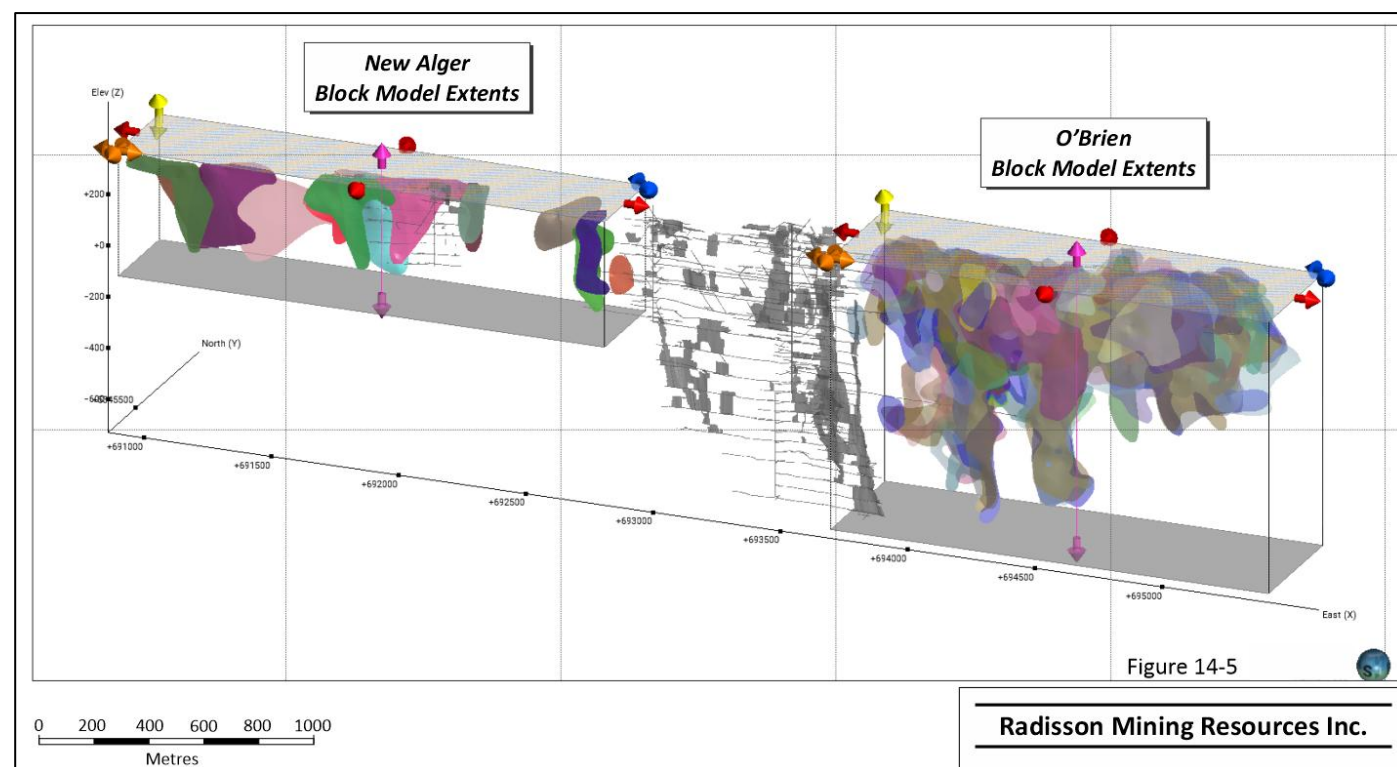 New Alger
Block Model Extents
O'Brien
Block Model Extents
Elev (Z)
+200
+0
-200
-400
North (Y)
+691000
+691500
+692000
+692500
+693000
+693500
+694000
+694500
+695000
East (X)
Figure 14-5
S
0 200 400 600 800 1000
Metres
Radisson Mining Resources Inc.